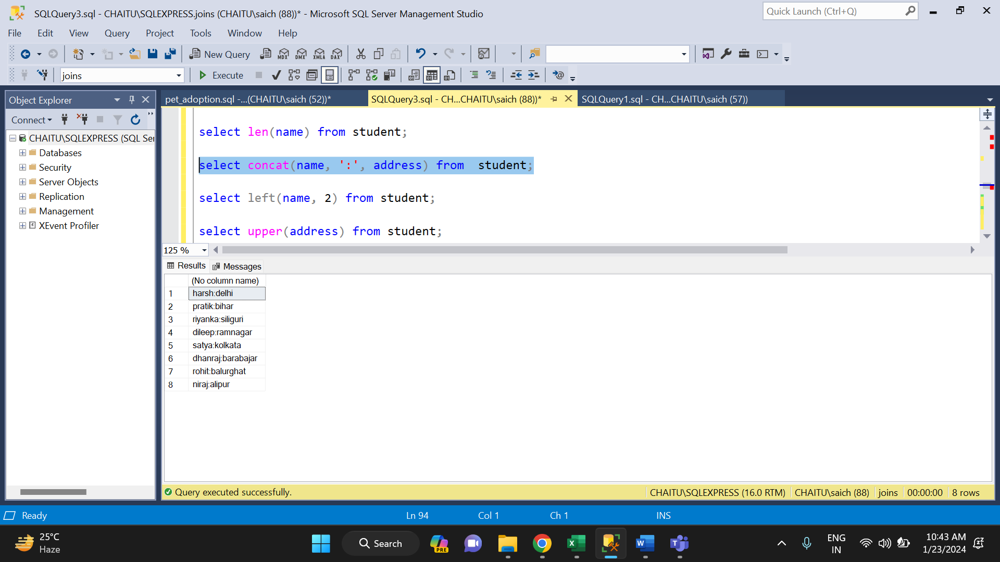 SQLQuery3.sql - CHAITU\SQLEXPRESS.joins (CHAITU\saich (88))* - Microsoft SQL Server Management Studio
Quick Launch (Ctrl+Q)
File Edit View Query Project Tools Window Help
New Query MDX DMX XMLA DAX
joins Execute
Object Explorer
pet_adoption.sql -...(CHAITU\saich (52))*
SQLQuery3.sql - CH...CHAITU\saich (88))*
SQLQuery1.sql - CH...CHAITU\saich (57))
Connect
CHAITU\SQLEXPRESS (SQL Ser
Databases
Security
Server Objects
Replication
Management
XEvent Profiler
select len(name) from student;
select concat(name, ':', address) from  student;
select left(name, 2) from student;
select upper(address) from student;
125 %
Results Messages
(No column name)
1 harsh:delhi
2 pratik:bihar
3 riyanka:siliguri
4 dileep:ramnagar
5 satya:kolkata
6 dhanraj:barabajar
7 rohit:balurghat
8 niraj:alipur
Query executed successfully.
CHAITU\SQLEXPRESS (16.0 RTM) CHAITU\saich (88) joins 00:00:00 8 rows
Ready Ln 94 Col 1 Ch 1 INS
25°C
Haze
Search
PRE
ENG
IN
10:43 AM
1/23/2024